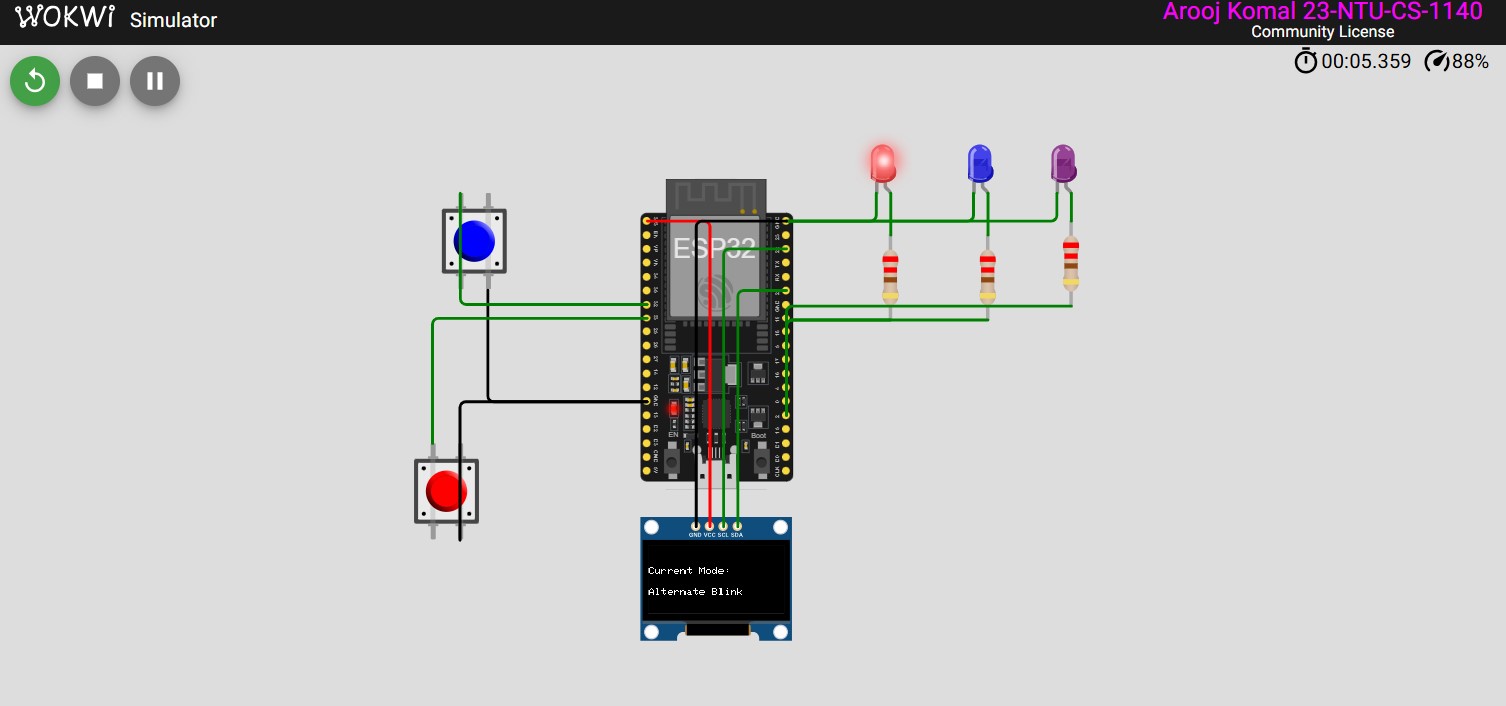 WOKWi Simulator
Arooj Komal 23-NTU-CS-1140
Community License
00:05.359 88%
ESP32
EN
Boot
GND VCC SCL SDA
Current Mode:
Alternate Blink